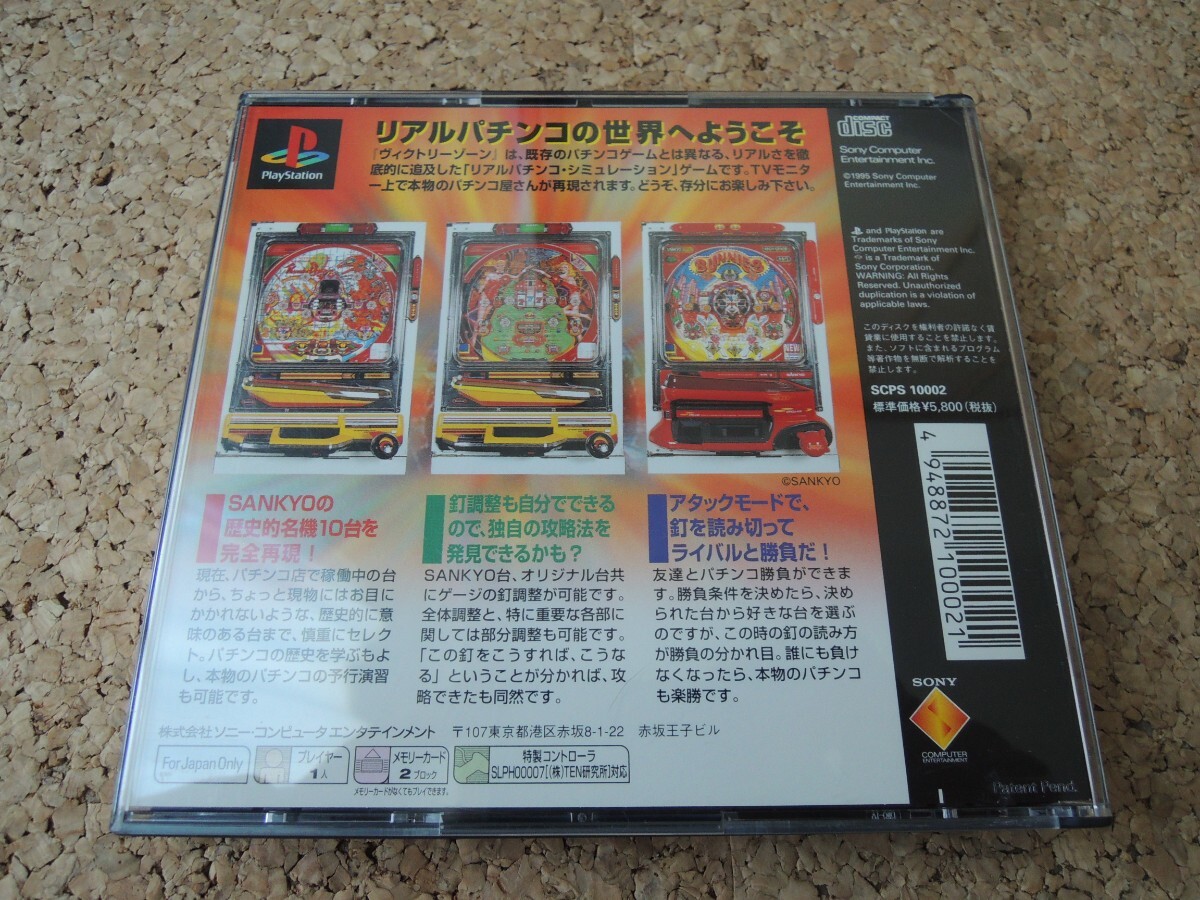 PlayStation
リアルパチンコの世界へようこそ
『ヴィクトリーゾーン』は、既存のパチンコゲームとは異なる、リアルさを徹
底的に追及した「リアルパチンコ・シミュレーション」ゲームです。TVモニタ
ー上で本物のパチンコ屋さんが再現されます。どうぞ、存分にお楽しみ下さい。
NEW
©SANKYO
SANKYOの
歴史的名機10台を
完全再現！
現在、パチンコ店で稼働中の台
から、ちょっと現物にはお目に
かかれないような、歴史的に意
味のある台まで、慎重にセレク
ト。パチンコの歴史を学ぶもよ
し、本物のパチンコの予行演習
も可能です。
釘調整も自分でできる
ので、独自の攻略法を
発見できるかも？
SANKYO台、オリジナル台共
にゲージの釘調整が可能です。
全体調整と、特に重要な各部に
関しては部分調整も可能です。
「この釘をこうすれば、こうな
る」ということが分かれば、攻
略できたも同然です。
アタックモードで、
釘を読み切って
ライバルと勝負だ！
友達とパチンコ勝負ができま
す。勝負条件を決めたら、決め
られた台から好きな台を選ぶ
のですが、この時の釘の読み方
が勝負の分かれ目。誰にも負け
なくなったら、本物のパチンコ
も楽勝です。
株式会社ソニー・コンピュータエンタテインメント 〒107東京都港区赤坂8-1-22 赤坂王子ビル
For Japan Only
プレイヤー
1人
メモリーカード
2ブロック
メモリーカードがなくてもプレイできます。
特製コントローラ
SLPH00007[(株)TEN研究所]対応
COMPACT
disc
Sony Computer
Entertainment Inc.
©1995 Sony Computer
Entertainment Inc.
and PlayStation are
Trademarks of Sony
Computer Entertainment Inc.
is a Trademark of
Sony Corporation.
WARNING: All Rights
Reserved. Unauthorized
duplication is a violation of
applicable laws.
このディスクを権利者の許諾なく賃
貸業に使用することを禁止します。
また、ソフトに含まれるプログラム
等著作物を無断で解析することを
禁止します。
SCPS 10002
標準価格¥5,800(税抜)
4 948872 100021
SONY
COMPUTER
ENTERTAINMENT
Patent Pend.